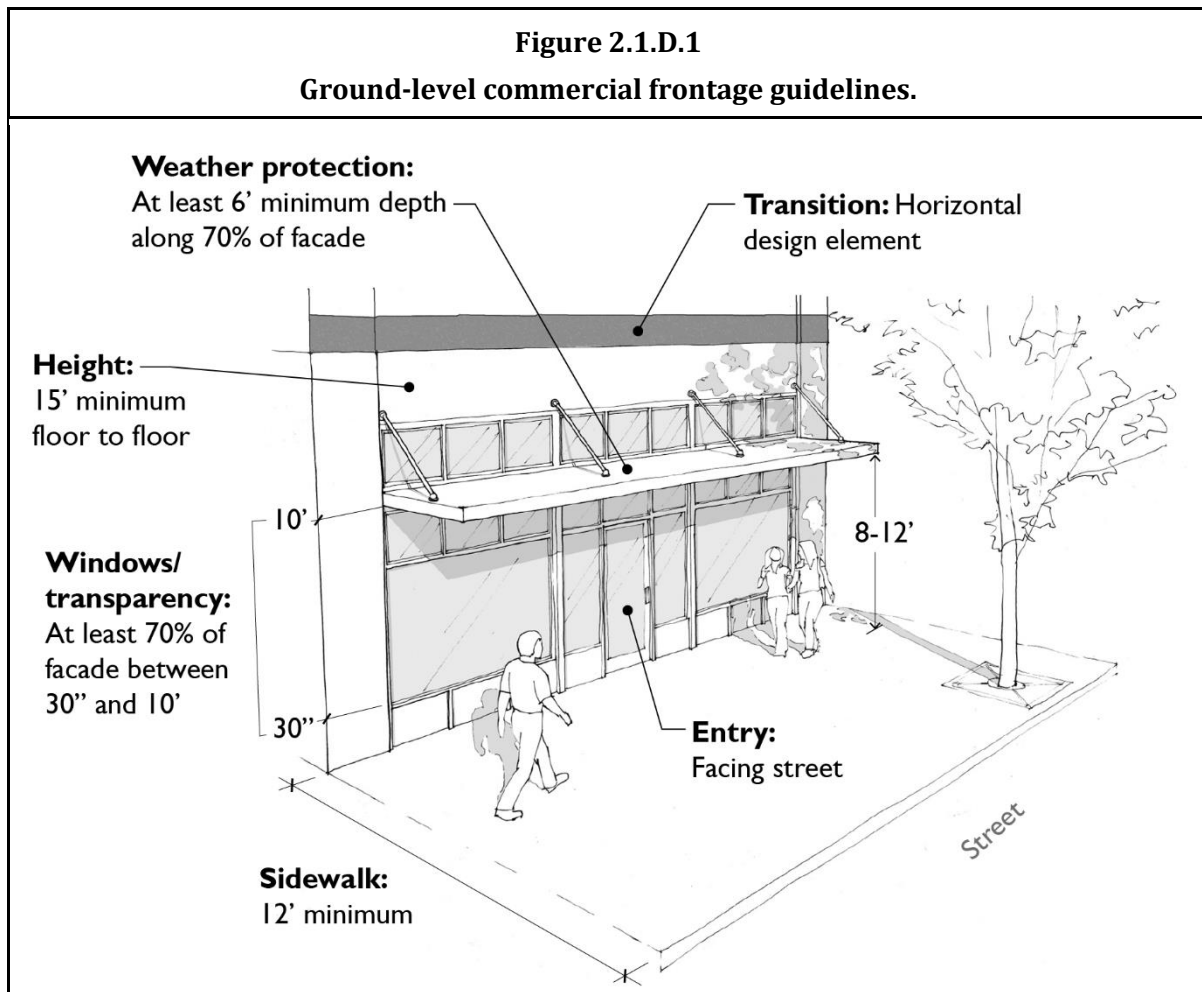 Figure 2.1.D.1
Ground-level commercial frontage guidelines.
Weather protection:
At least 6’ minimum depth
along 70% of facade
Transition: Horizontal
design element
Height:
15’ minimum
floor to floor
10’
Windows/
transparency:
At least 70% of
facade between
30” and 10’
30”
8-12’
Entry:
Facing street
Street
Sidewalk:
12’ minimum